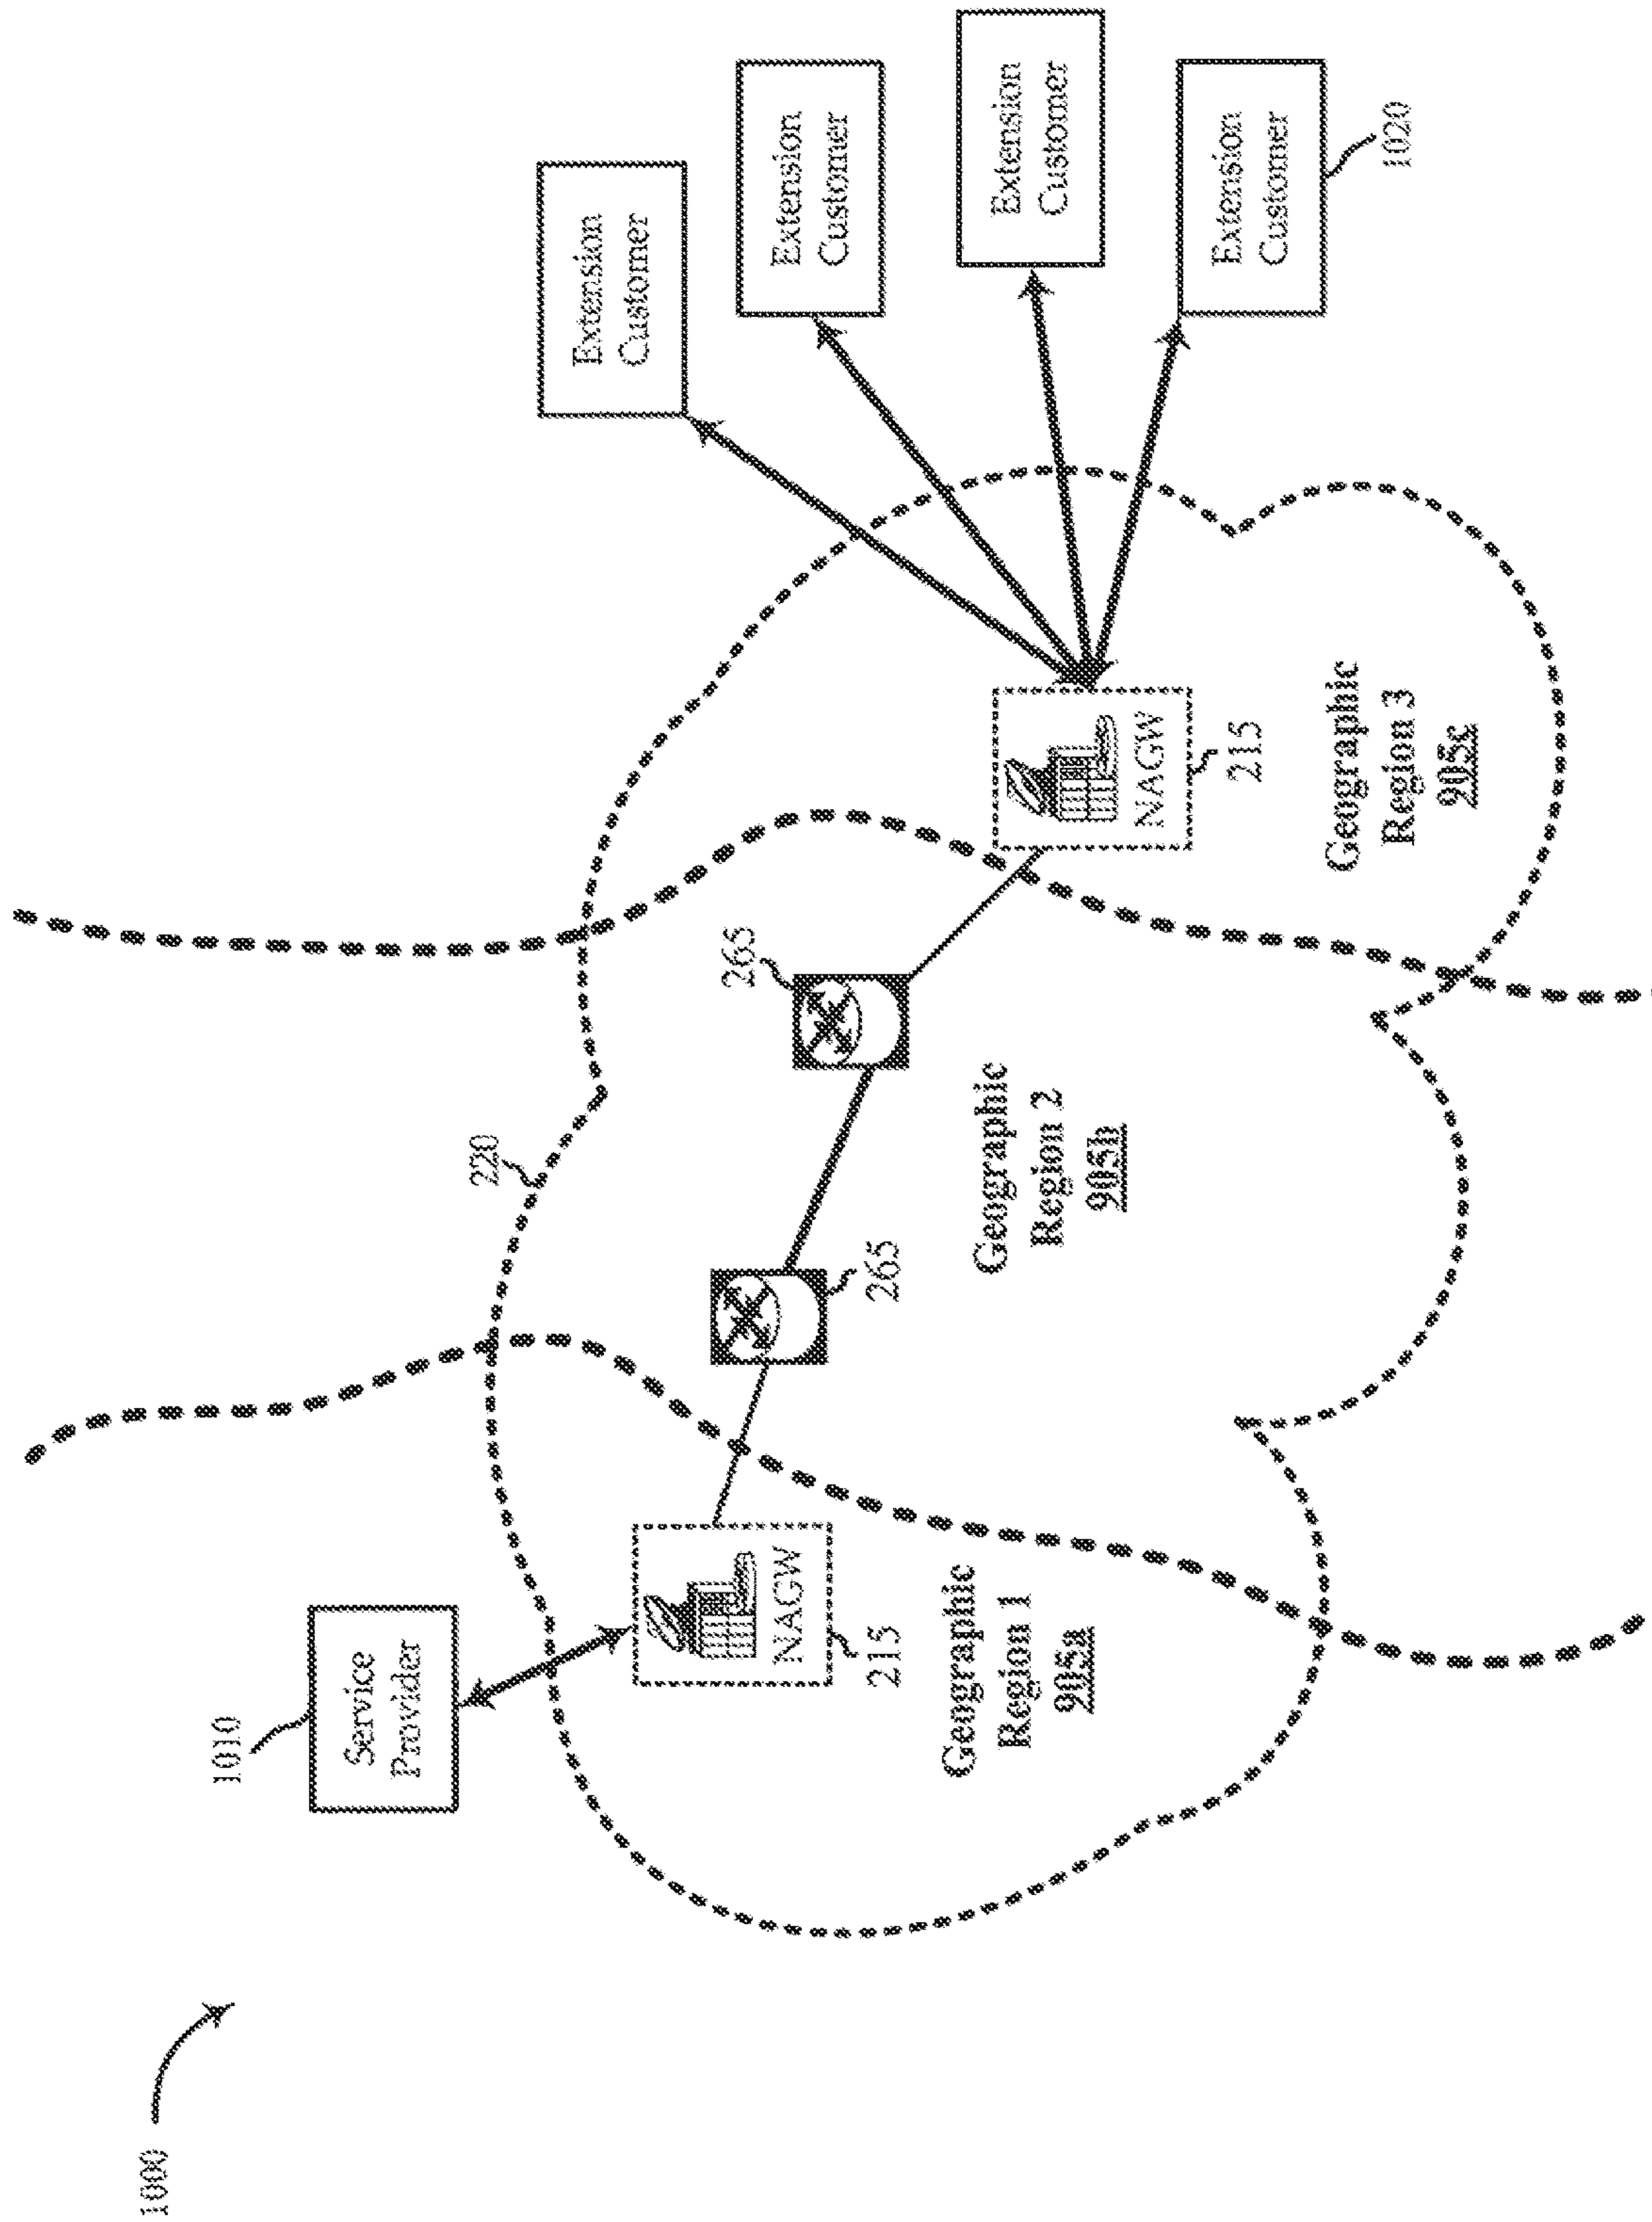 1000
1010
Service
Provider
220
NAGW
215
265
265
NAGW
215
Geographic
Region 1
905a
Geographic
Region 2
905b
Geographic
Region 3
905c
Extension
Customer
Extension
Customer
Extension
Customer
Extension
Customer
1020